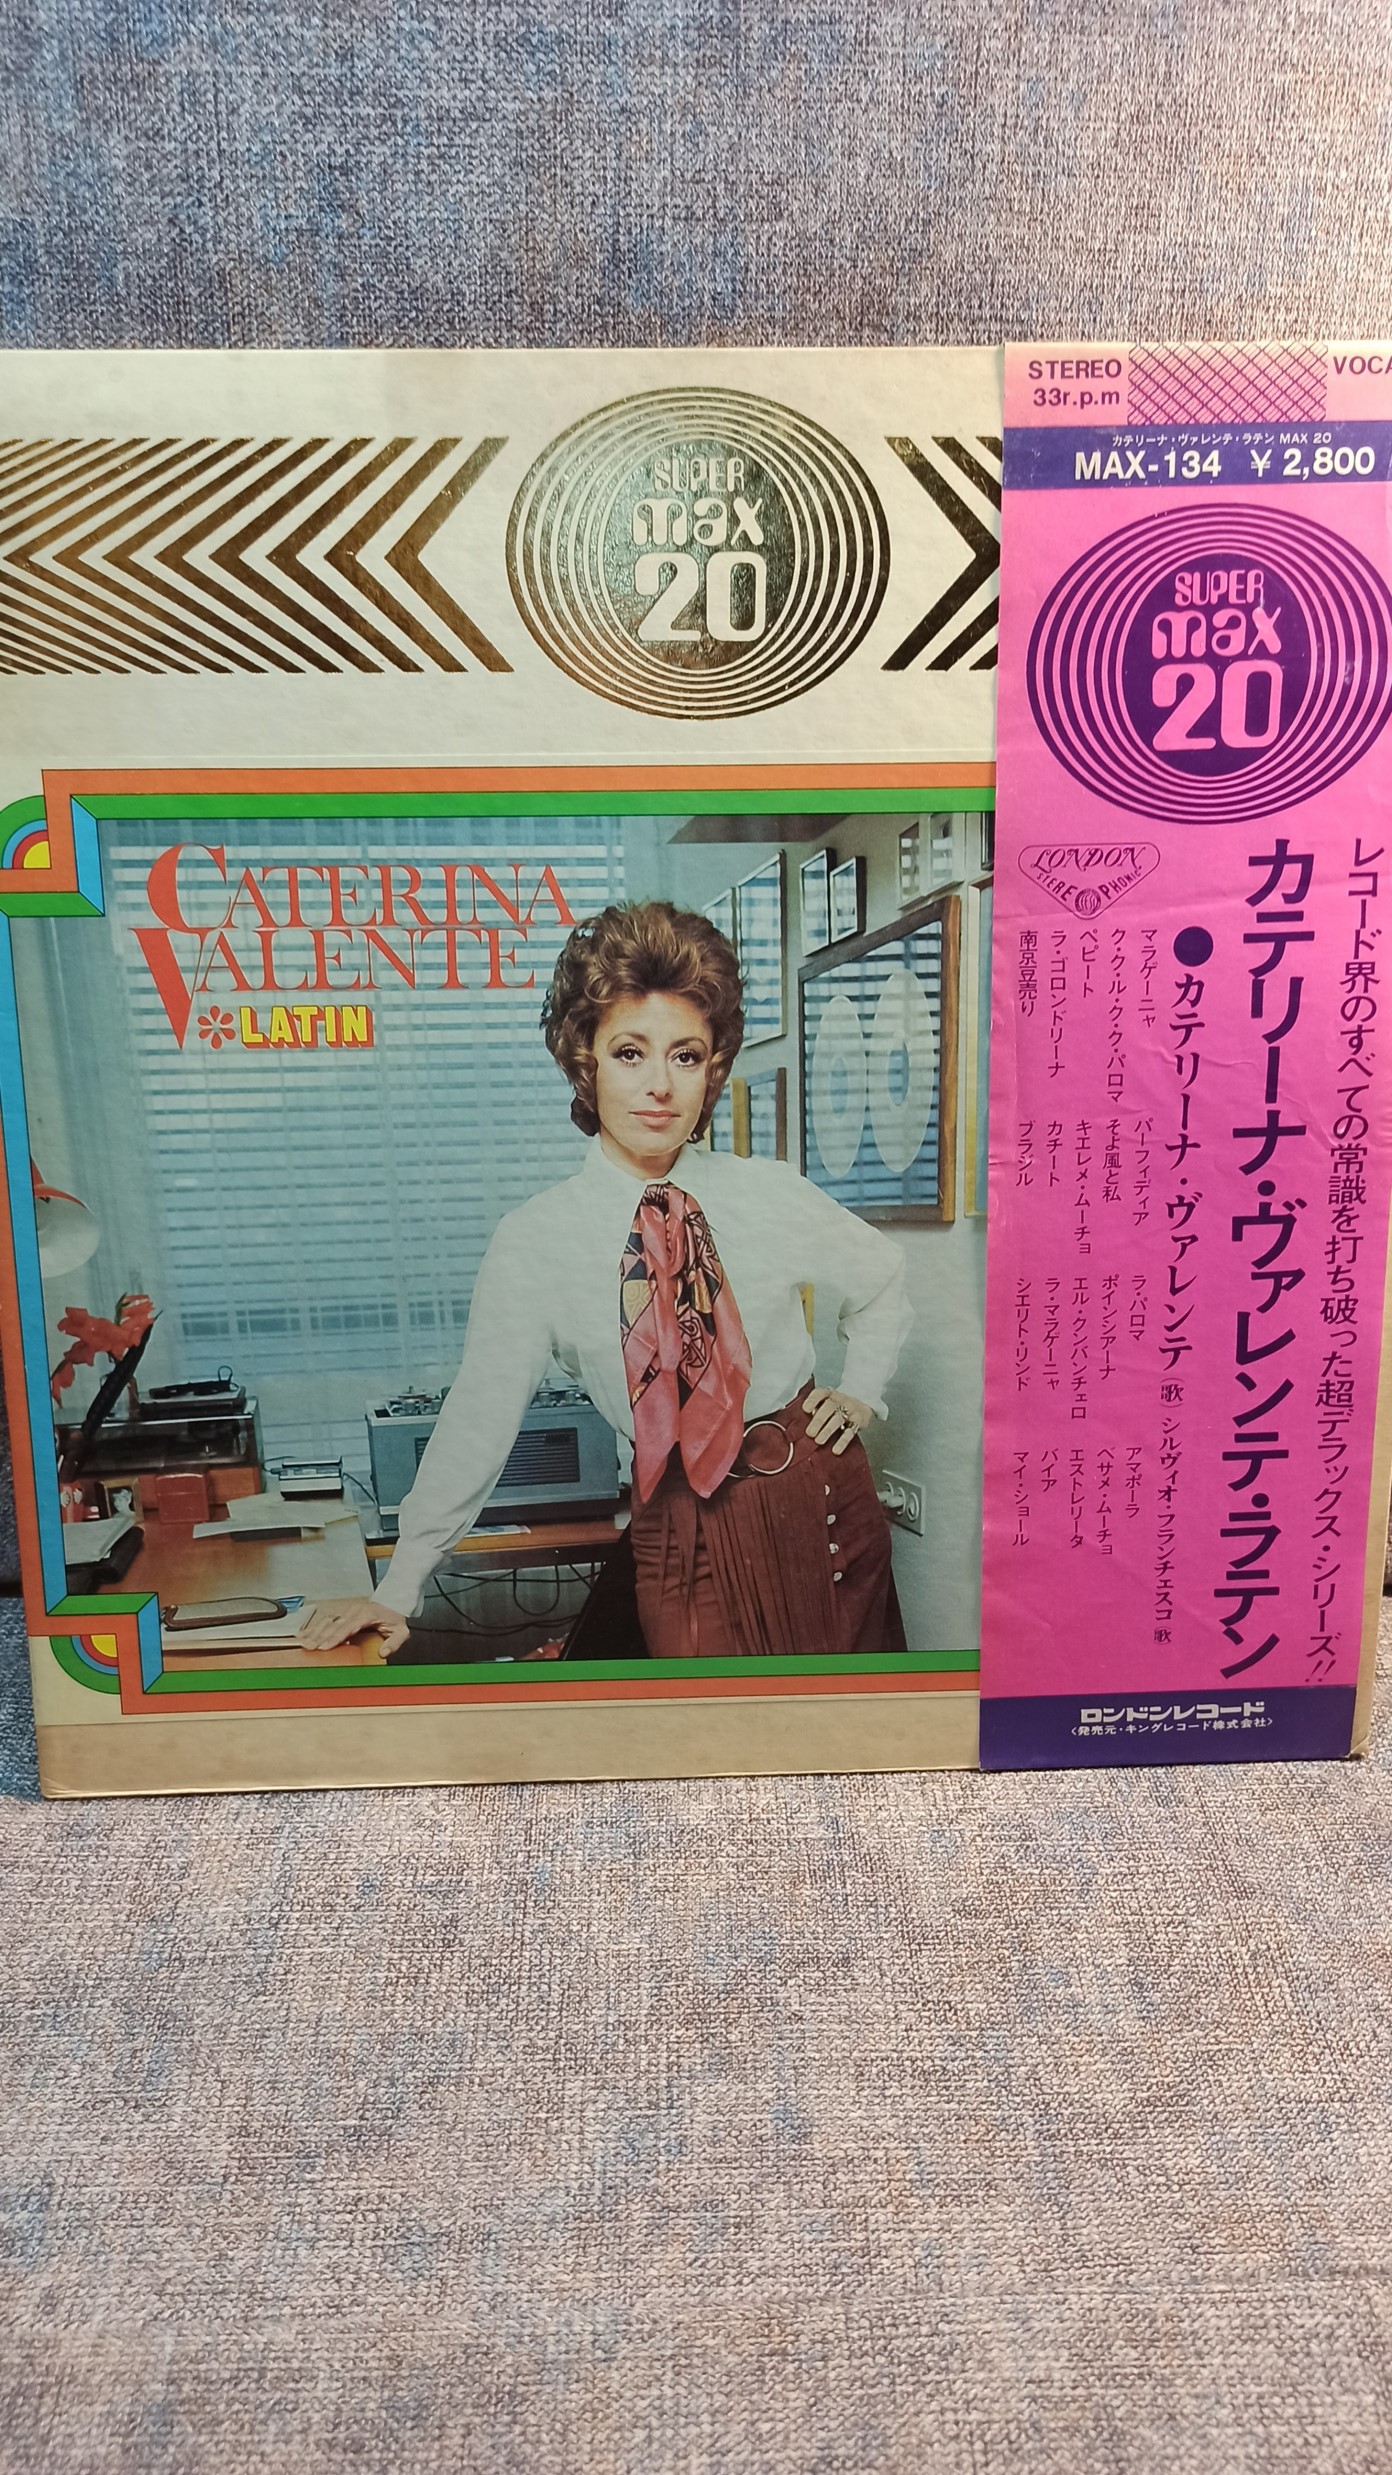 SUPER
max
20
CATERINA
VALENTE
*LATIN
STEREO
33r.p.m
VOCA
カテリーナ・ヴァレンテ・ラテン MAX 20
MAX-134 ¥2,800
SUPER
max
20
LONDON
STEREOPHONIC
レコード界のすべての常識を打ち破った超デラックス・シリーズ!!
カテリーナ・ヴァレンテ・ラテン
●カテリーナ・ヴァレンテ(歌)シルヴィオ・フランチェスコ(歌)
マラゲーニャ
ク・ク・ル・ク・ク・パロマ
ペピート
ラ・ゴロンドリーナ
南京豆売り
パーフィディア
そよ風と私
キエレメ・ムーチョ
カチート
ブラジル
ラ・パロマ
ポインシアーナ
エル・クンバンチェロ
ラ・マラゲーニャ
シエリト・リンド
アマポーラ
ベサメ・ムーチョ
エストレリータ
バイア
マイ・ショール
ロンドンレコード
<発売元・キングレコード株式会社>